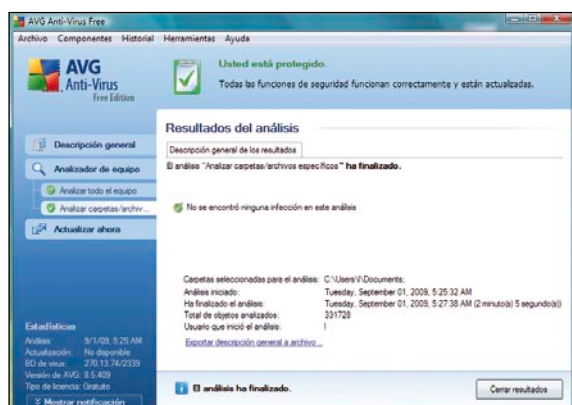 AVG Anti-Virus Free
Archivo Componentes Historial Herramientas Ayuda
AVG
Anti-Virus
Free Edition
Usted está protegido.
Todas las funciones de seguridad funcionan correctamente y están actualizadas.
Descripción general
Analizador de equipo
Analizar todo el equipo
Analizar carpetas/archiv...
Actualizar ahora
Resultados del análisis
Descripción general de los resultados
El análisis "Analizar carpetas/archivos específicos" ha finalizado.
No se encontró ninguna infección en este análisis
Carpetas seleccionadas para el análisis: C:\Users\l\Documents;
Análisis iniciado: Tuesday, September 01, 2009, 5:25:32 AM
Ha finalizado el análisis: Tuesday, September 01, 2009, 5:27:38 AM (2 minuto(s) 5 segundo(s))
Total de objetos analizados: 331728
Usuario que inició el análisis: l
Exportar descripción general a archivo ...
Estadísticas
Análisis: 9/1/09, 5:25 AM
Actualización: No disponible
BD de virus: 270.13.74/2339
Versión de AVG: 8.5.409
Tipo de licencia: Gratuito
Mostrar notificación
El análisis ha finalizado.
Cerrar resultados